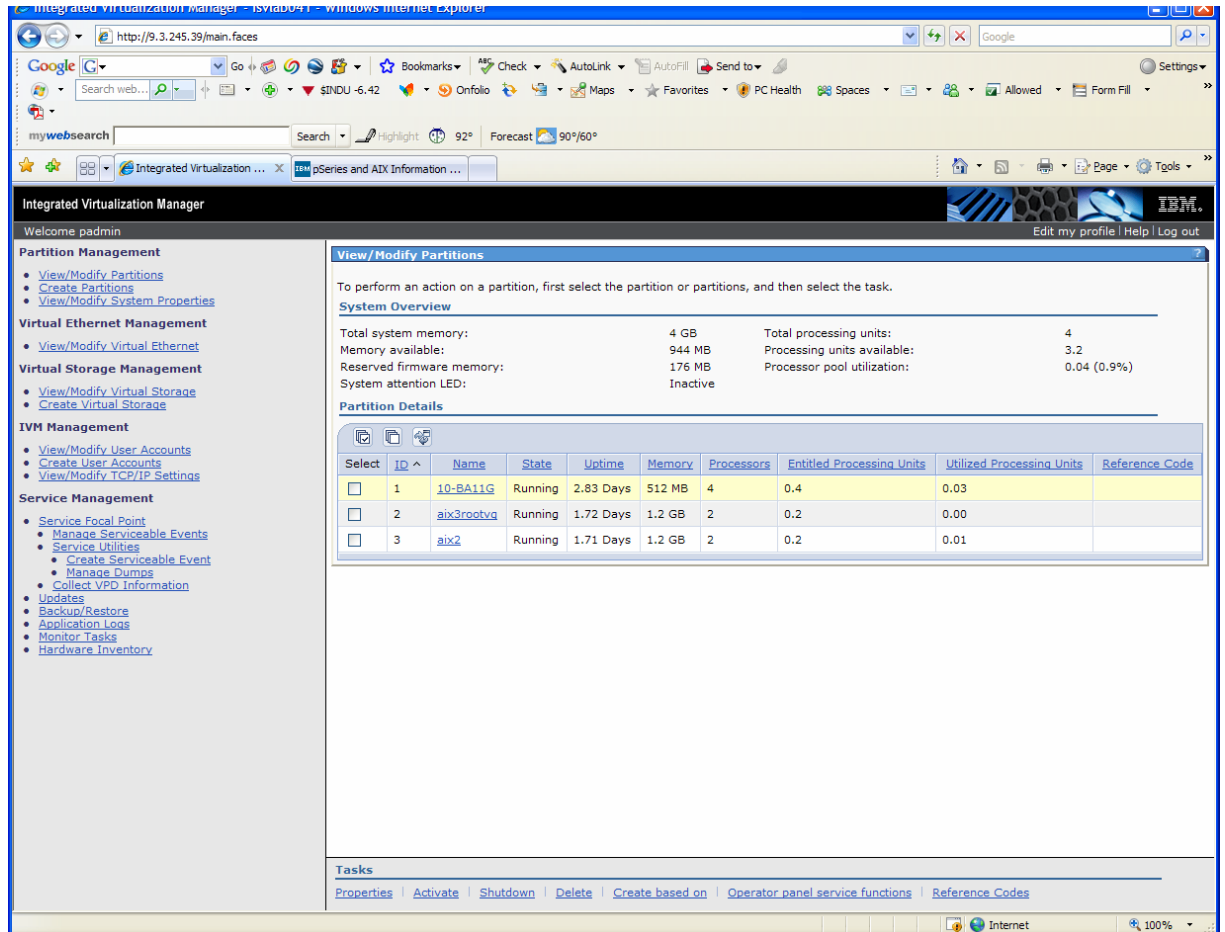 Integrated Virtualization Manager - isvlab041 - Windows Internet Explorer
http://9.3.245.39/main.faces
Google
Google G Go Bookmarks Check AutoLink AutoFill Send to Settings
Search web... $INDU -6.42 Onfolio Maps Favorites PC Health Spaces Allowed Form Fill »
mywebsearch Search Highlight 92° Forecast 90°/60°
Integrated Virtualization ... X IBM pSeries and AIX Information ... Page Tools »
Integrated Virtualization Manager
IBM.
Welcome padmin
Edit my profile | Help | Log out
Partition Management
View/Modify Partitions
Create Partitions
View/Modify System Properties
Virtual Ethernet Management
View/Modify Virtual Ethernet
Virtual Storage Management
View/Modify Virtual Storage
Create Virtual Storage
IVM Management
View/Modify User Accounts
Create User Accounts
View/Modify TCP/IP Settings
Service Management
Service Focal Point
Manage Serviceable Events
Service Utilities
Create Serviceable Event
Manage Dumps
Collect VPD Information
Updates
Backup/Restore
Application Logs
Monitor Tasks
Hardware Inventory
View/Modify Partitions ?
To perform an action on a partition, first select the partition or partitions, and then select the task.
System Overview
Total system memory: 4 GB Total processing units: 4
Memory available: 944 MB Processing units available: 3.2
Reserved firmware memory: 176 MB Processor pool utilization: 0.04 (0.9%)
System attention LED: Inactive
Partition Details
Select ID ^ Name State Uptime Memory Processors Entitled Processing Units Utilized Processing Units Reference Code
1 10-BA11G Running 2.83 Days 512 MB 4 0.4 0.03
2 aix3rootvg Running 1.72 Days 1.2 GB 2 0.2 0.00
3 aix2 Running 1.71 Days 1.2 GB 2 0.2 0.01
Tasks
Properties | Activate | Shutdown | Delete | Create based on | Operator panel service functions | Reference Codes
Internet 100%